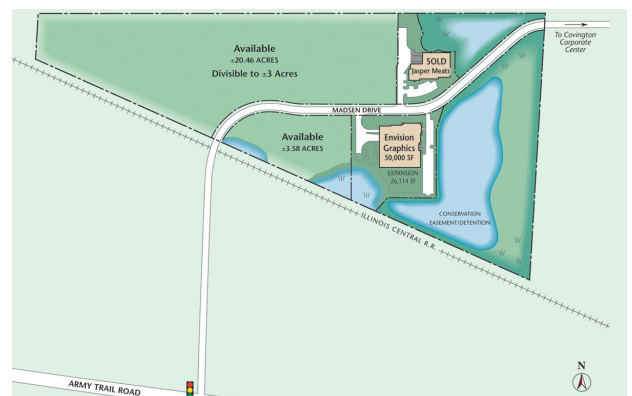 Available
±20.46 ACRES
Divisible to ±3 Acres
SOLD
Jasper Meats
To Covington
Corporate
Center
MADSEN DRIVE
Available
±3.58 ACRES
Envision
Graphics
50,000 SF
EXPANSION
26,114 SF
CONSERVATION
EASEMENT/DETENTION
ILLINOIS CENTRAL R.R.
ARMY TRAIL ROAD
N